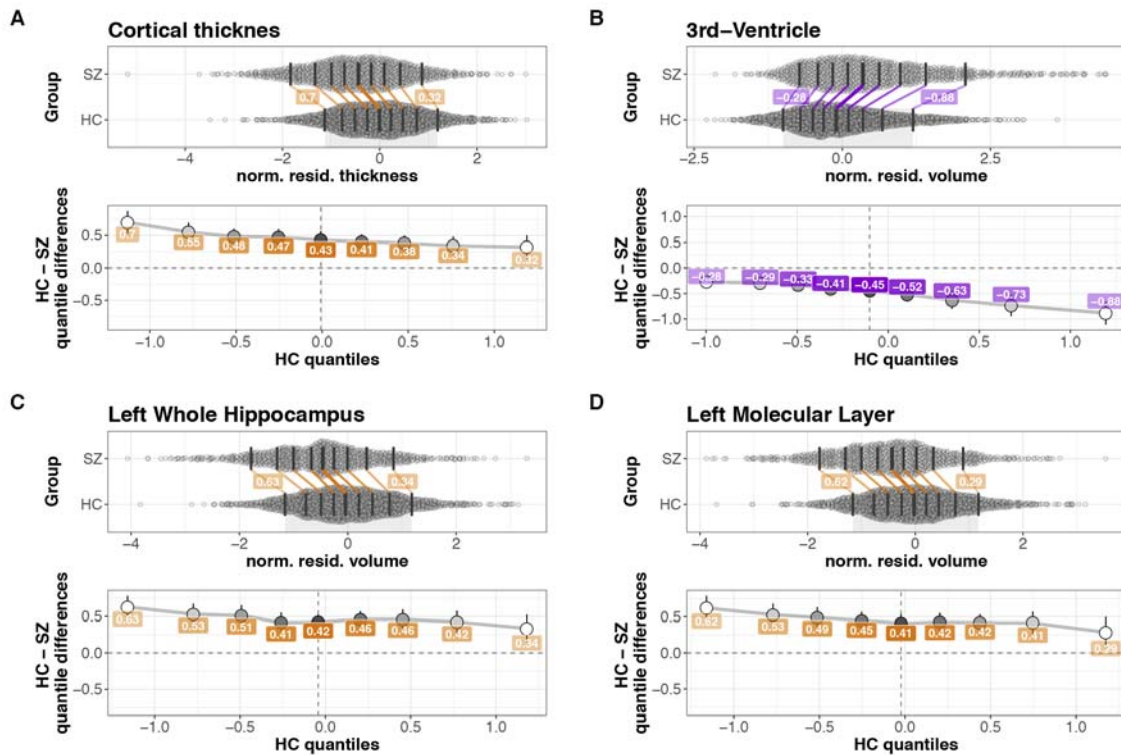 A
Cortical thicknes
Group
SZ
HC
0.7
0.32
−4
−2
0
2
norm. resid. thickness
HC − SZ
quantile differences
0.5
0.0
−0.5
0.7
0.55
0.48
0.47
0.43
0.41
0.38
0.34
0.32
−1.0
−0.5
0.0
0.5
1.0
HC quantiles
B
3rd−Ventricle
Group
SZ
HC
−0.28
−0.88
−2.5
0.0
2.5
norm. resid. volume
HC − SZ
quantile differences
1.0
0.5
0.0
−0.5
−1.0
−0.28
−0.29
−0.33
−0.41
−0.45
−0.52
−0.63
−0.73
−0.88
−1.0
−0.5
0.0
0.5
1.0
HC quantiles
C
Left Whole Hippocampus
Group
SZ
HC
0.63
0.34
−4
−2
0
2
norm. resid. volume
HC − SZ
quantile differences
0.5
0.0
−0.5
0.63
0.53
0.51
0.41
0.42
0.46
0.46
0.42
0.34
−1.0
−0.5
0.0
0.5
1.0
HC quantiles
D
Left Molecular Layer
Group
SZ
HC
0.62
0.29
−4
−2
0
2
norm. resid. volume
HC − SZ
quantile differences
0.5
0.0
−0.5
0.62
0.53
0.49
0.45
0.41
0.42
0.42
0.41
0.29
−1.0
−0.5
0.0
0.5
1.0
HC quantiles